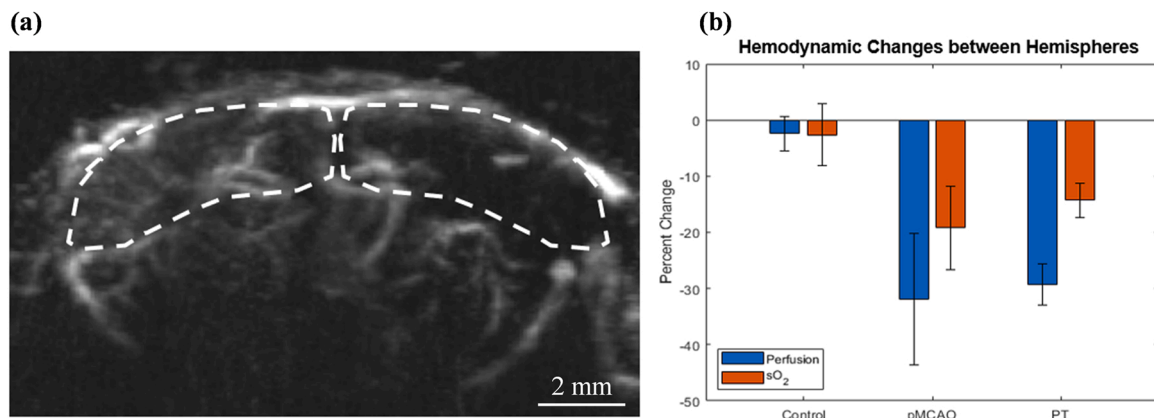 (a)
2 mm
(b)
Hemodynamic Changes between Hemispheres
Percent Change
10
0
-10
-20
-30
-40
-50
Perfusion
sO₂
Control
pMCAO
PT